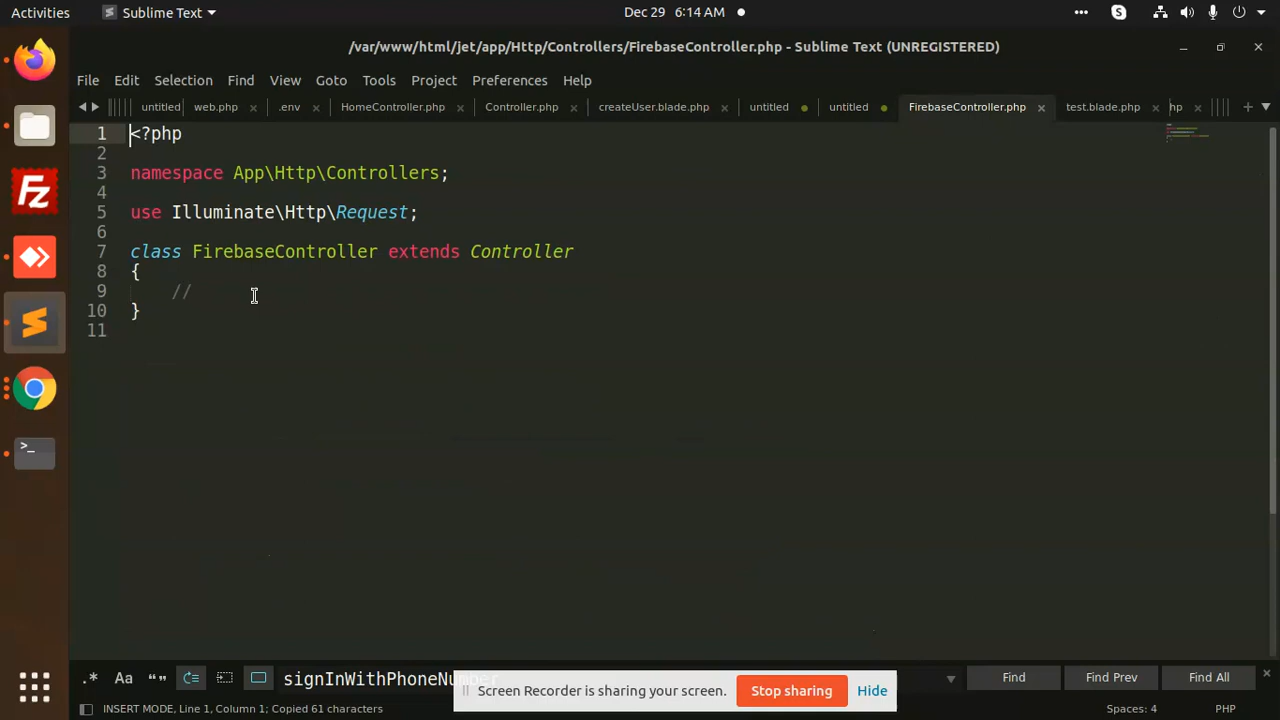 Activities Sublime Text Dec 29 6:14 AM
/var/www/html/jet/app/Http/Controllers/FirebaseController.php - Sublime Text (UNREGISTERED)
File Edit Selection Find View Goto Tools Project Preferences Help
untitled web.php .env HomeController.php Controller.php createUser.blade.php untitled untitled FirebaseController.php test.blade.php hp
1 <?php
2
3 namespace App\Http\Controllers;
4
5 use Illuminate\Http\Request;
6
7 class FirebaseController extends Controller
8 {
9 //
10 }
11
.* Aa “” signInWithPhoneNumber Find Find Prev Find All
Screen Recorder is sharing your screen. Stop sharing Hide
INSERT MODE, Line 1, Column 1; Copied 61 characters Spaces: 4 PHP